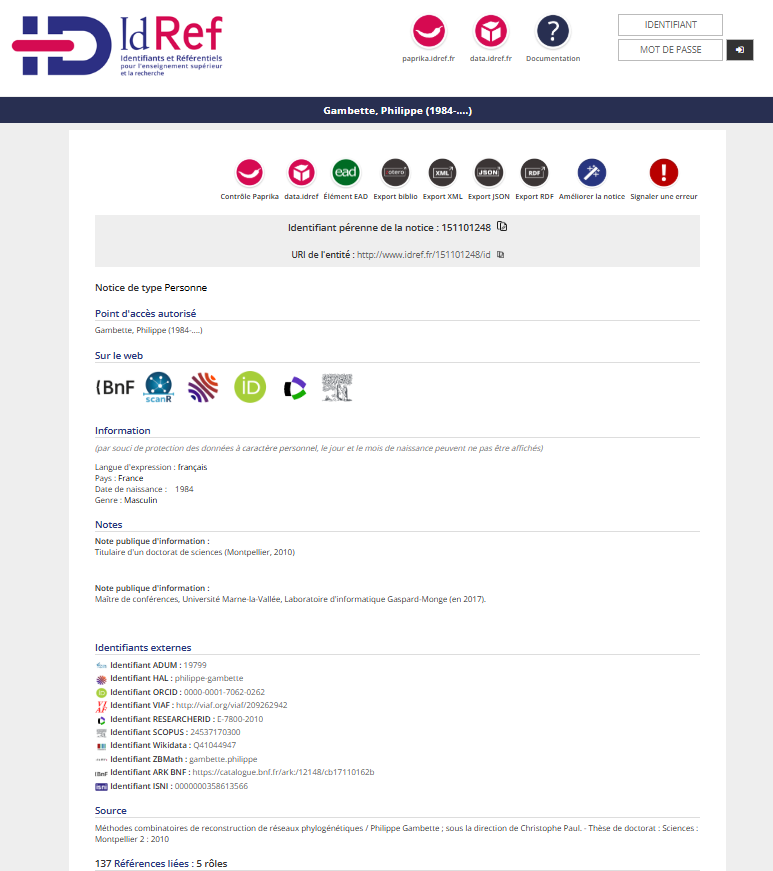 ID IdRef
Identifiants et Référentiels
pour l'enseignement supérieur
et la recherche
paprika.idref.fr data.idref.fr Documentation
IDENTIFIANT
MOT DE PASSE
Gambette, Philippe (1984-....)
ead otero XML JSON RDF
Contrôle Paprika data.idref Élément EAD Export biblio Export XML Export JSON Export RDF Améliorer la notice Signaler une erreur
Identifiant pérenne de la notice : 151101248
URI de l'entité : http://www.idref.fr/151101248/id
Notice de type Personne
Point d'accès autorisé
Gambette, Philippe (1984-....)
Sur le web
(BnF scanR iD
Information
(par souci de protection des données à caractère personnel, le jour et le mois de naissance peuvent ne pas être affichés)
Langue d'expression : français
Pays : France
Date de naissance : 1984
Genre : Masculin
Notes
Note publique d'information :
Titulaire d'un doctorat de sciences (Montpellier, 2010)
Note publique d'information :
Maître de conférences, Université Marne-la-Vallée, Laboratoire d'informatique Gaspard-Monge (en 2017).
Identifiants externes
Identifiant ADUM : 19799
Identifiant HAL : philippe-gambette
Identifiant ORCID : 0000-0001-7062-0262
Identifiant VIAF : http://viaf.org/viaf/209262942
Identifiant RESEARCHERID : E-7800-2010
Identifiant SCOPUS : 24537170300
Identifiant Wikidata : Q41044947
Identifiant ZBMath : gambette.philippe
Identifiant ARK BNF : https://catalogue.bnf.fr/ark:/12148/cb17110162b
Identifiant ISNI : 0000000358613566
Source
Méthodes combinatoires de reconstruction de réseaux phylogénétiques / Philippe Gambette ; sous la direction de Christophe Paul. - Thèse de doctorat : Sciences :
Montpellier 2 : 2010
137 Références liées : 5 rôles